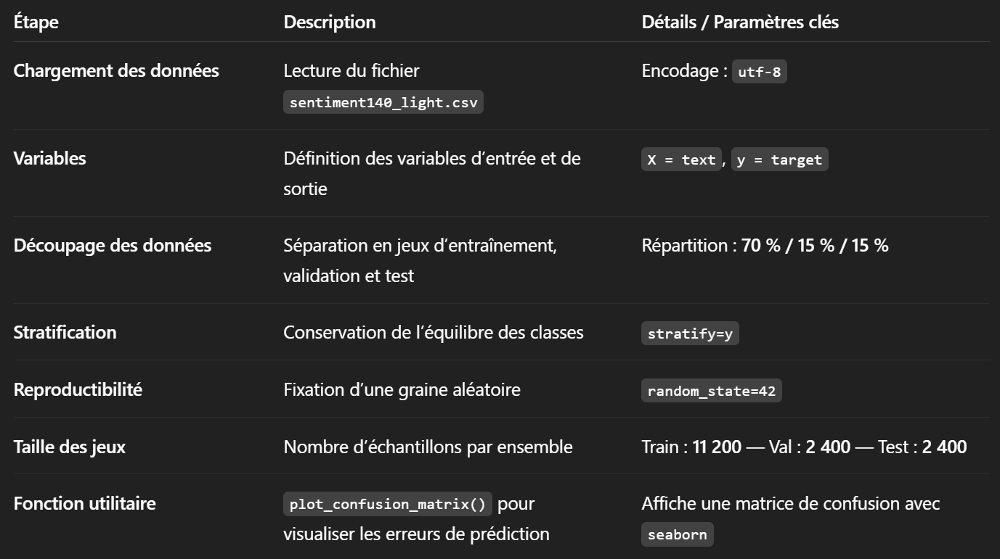 Étape Description Détails / Paramètres clés
Chargement des données Lecture du fichier Encodage : utf-8
sentiment140_light.csv
Variables Définition des variables d’entrée et de X = text, y = target
sortie
Découpage des données Séparation en jeux d’entraînement, Répartition : 70 % / 15 % / 15 %
validation et test
Stratification Conservation de l’équilibre des classes stratify=y
Reproductibilité Fixation d’une graine aléatoire random_state=42
Taille des jeux Nombre d’échantillons par ensemble Train : 11 200 — Val : 2 400 — Test : 2 400
Fonction utilitaire plot_confusion_matrix() pour Affiche une matrice de confusion avec
visualiser les erreurs de prédiction seaborn